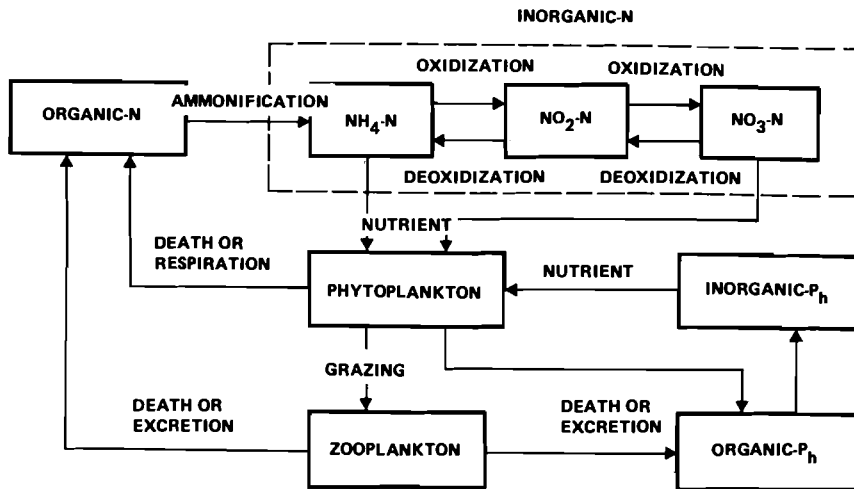 INORGANIC-N
OXIDIZATION
OXIDIZATION
AMMONIFICATION
ORGANIC-N
NH4-N
NO2-N
NO3-N
DEOXIDIZATION
DEOXIDIZATION
NUTRIENT
DEATH OR
RESPIRATION
PHYTOPLANKTON
NUTRIENT
INORGANIC-Ph
GRAZING
DEATH OR
EXCRETION
ZOOPLANKTON
DEATH OR
EXCRETION
ORGANIC-Ph